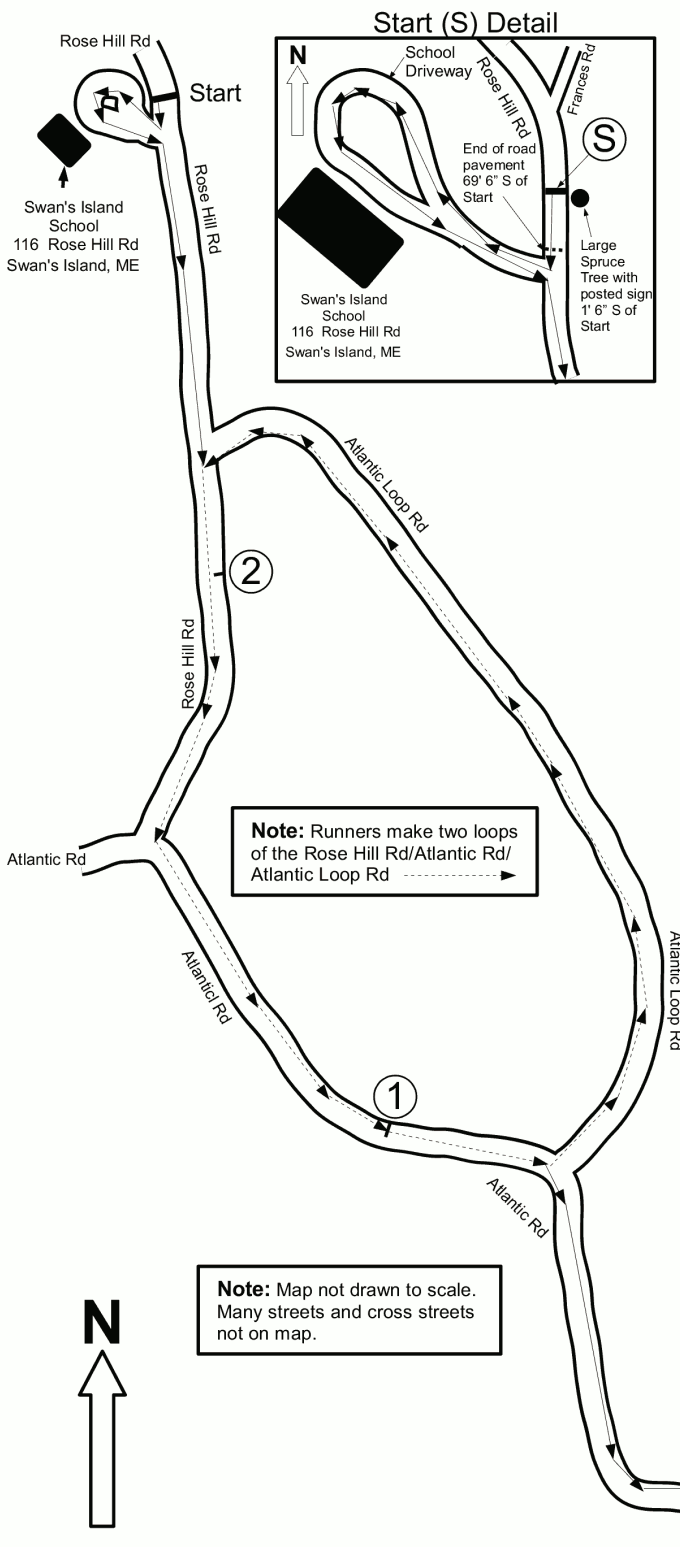 Start (S) Detail
Rose Hill Rd
Start
Rose Hill Rd
Swan's Island
School
116 Rose Hill Rd
Swan's Island, ME
N
School
Driveway
Rose Hill Rd
Frances Rd
S
End of road
pavement
69' 6" S of
Start
Large
Spruce
Tree with
posted sign
1' 6" S of
Start
Swan's Island
School
116 Rose Hill Rd
Swan's Island, ME
Atlantic Loop Rd
2
Rose Hill Rd
Note: Runners make two loops
of the Rose Hill Rd/Atlantic Rd/
Atlantic Loop Rd
Atlantic Rd
Atlanticl Rd
Atlantic Loop Rd
1
Atlantic Rd
Note: Map not drawn to scale.
Many streets and cross streets
not on map.
N